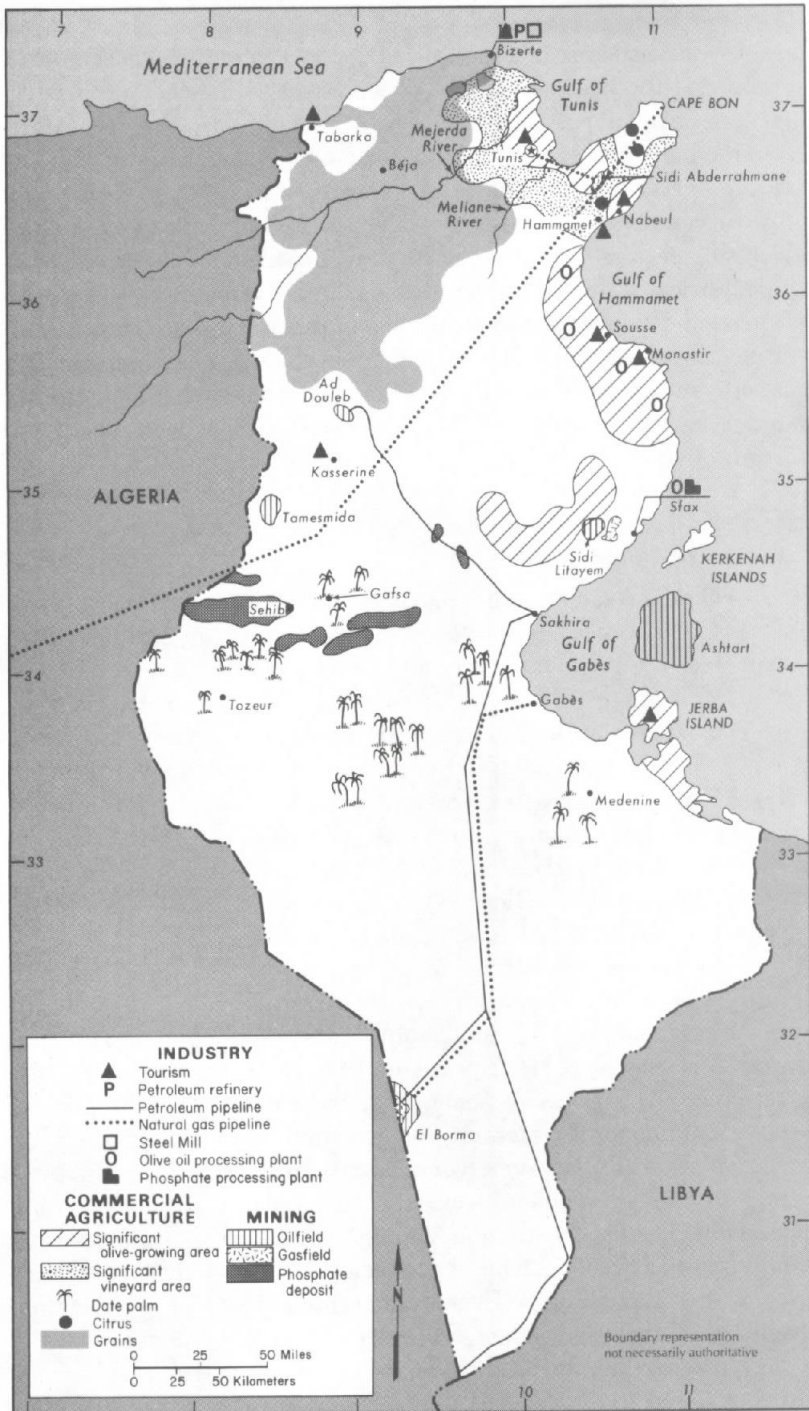 7
8
9
11
Mediterranean Sea
P
Bizerte
Gulf of
Tunis
CAPE BON
37
37
Tabarka
Mejerda
River
Béja
Tunis
Sidi Abderrahmane
Meliane
River
Hammamet
Nabeul
36
Gulf of
Hammamet
36
Sousse
Monastir
Ad
Douleb
Kasserine
35
35
ALGERIA
Tamesmida
Sfax
Sidi
Litayem
KERKENAH
ISLANDS
Gafsa
Sehib
Sakhira
Gulf of
Gabès
Ashtart
34
34
Tozeur
Gabès
JERBA
ISLAND
Medenine
33
33
32
El Borma
31
LIBYA
INDUSTRY
Tourism
P Petroleum refinery
Petroleum pipeline
Natural gas pipeline
Steel Mill
O Olive oil processing plant
Phosphate processing plant
COMMERCIAL
AGRICULTURE
Significant
olive-growing area
Significant
vineyard area
Date palm
Citrus
Grains
MINING
Oilfield
Gasfield
Phosphate
deposit
0 25 50 Miles
0 25 50 Kilometers
N
Boundary representation
not necessarily authoritative
10
11